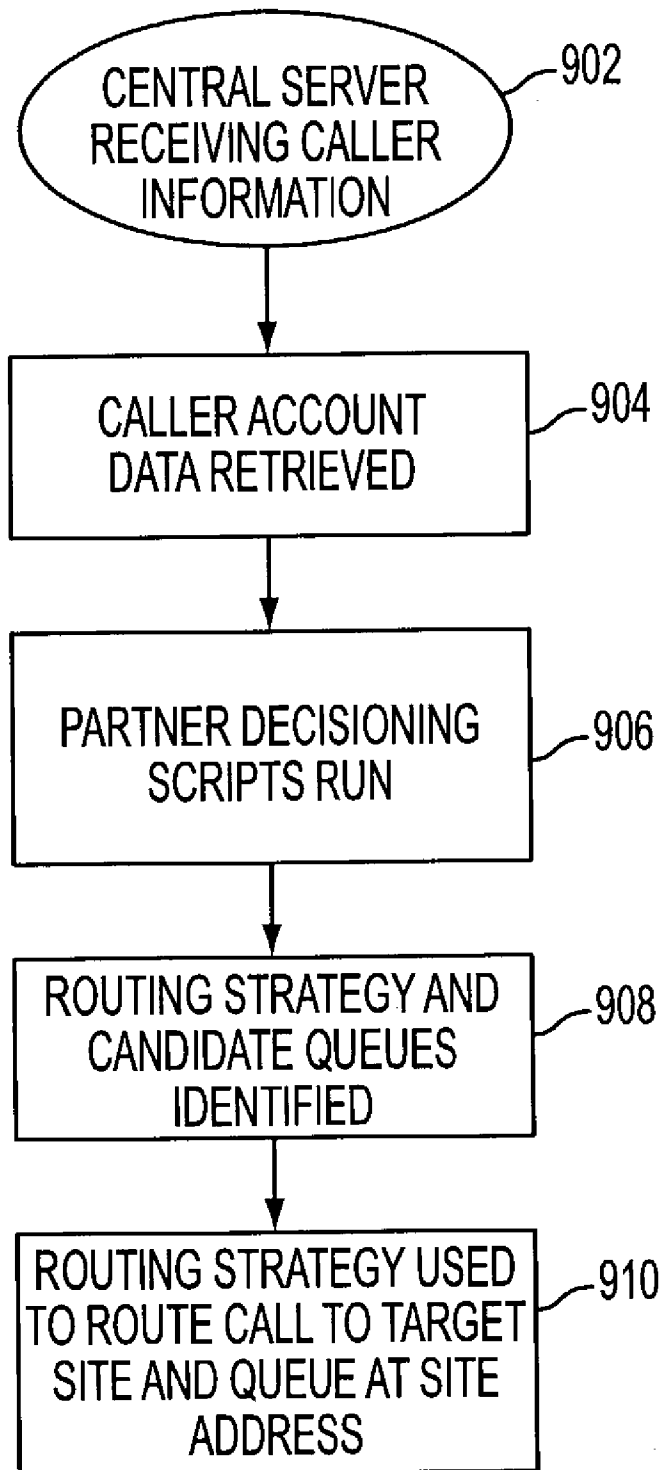 CENTRAL SERVER
RECEIVING CALLER
INFORMATION
902
CALLER ACCOUNT
DATA RETRIEVED
904
PARTNER DECISIONING
SCRIPTS RUN
906
ROUTING STRATEGY AND
CANDIDATE QUEUES
IDENTIFIED
908
ROUTING STRATEGY USED
TO ROUTE CALL TO TARGET
SITE AND QUEUE AT SITE
ADDRESS
910